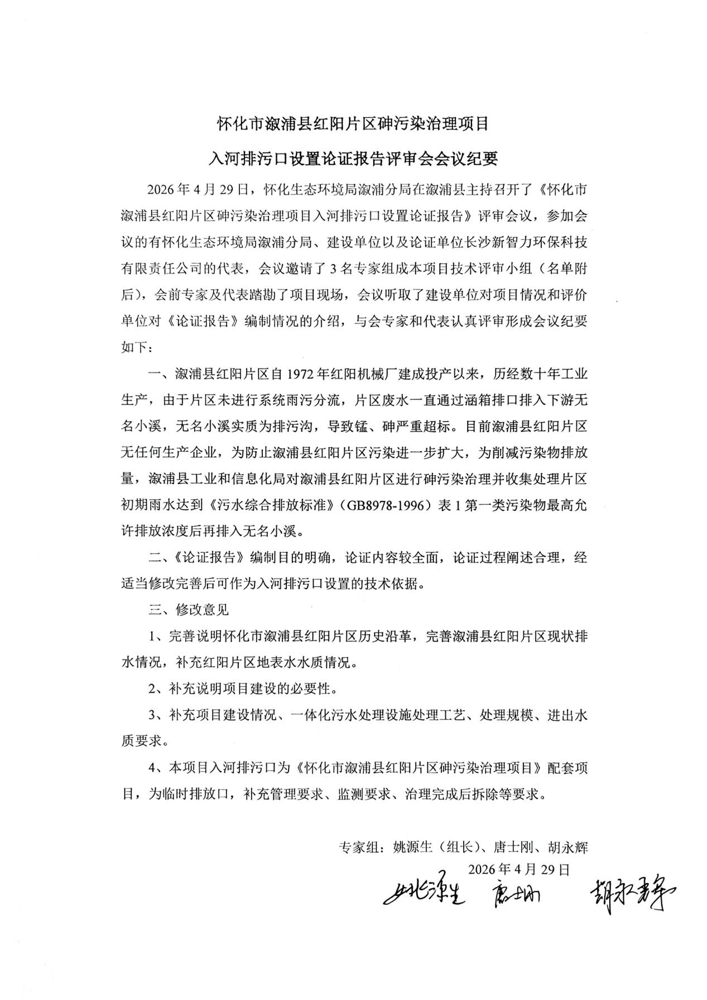 怀化市溆浦县红阳片区砷污染治理项目
入河排污口设置论证报告评审会会议纪要
2026 年 4 月 29 日，怀化生态环境局溆浦分局在溆浦县主持召开了《怀化市
溆浦县红阳片区砷污染治理项目入河排污口设置论证报告》评审会议，参加会
议的有怀化生态环境局溆浦分局、建设单位以及论证单位长沙新智力环保科技
有限责任公司的代表，会议邀请了 3 名专家组成本项目技术评审小组（名单附
后），会前专家及代表踏勘了项目现场，会议听取了建设单位对项目情况和评价
单位对《论证报告》编制情况的介绍，与会专家和代表认真评审形成会议纪要
如下：
一、溆浦县红阳片区自 1972 年红阳机械厂建成投产以来，历经数十年工业
生产，由于片区未进行系统雨污分流，片区废水一直通过涵箱排口排入下游无
名小溪，无名小溪实质为排污沟，导致锰、砷严重超标。目前溆浦县红阳片区
无任何生产企业，为防止溆浦县红阳片区污染进一步扩大，为削减污染物排放
量，溆浦县工业和信息化局对溆浦县红阳片区进行砷污染治理并收集处理片区
初期雨水达到《污水综合排放标准》（GB8978-1996）表 1 第一类污染物最高允
许排放浓度后再排入无名小溪。
二、《论证报告》编制目的明确，论证内容较全面，论证过程阐述合理，经
适当修改完善后可作为入河排污口设置的技术依据。
三、修改意见
1、完善说明怀化市溆浦县红阳片区历史沿革，完善溆浦县红阳片区现状排
水情况，补充红阳片区地表水水质情况。
2、补充说明项目建设的必要性。
3、补充项目建设情况、一体化污水处理设施处理工艺、处理规模、进出水
质要求。
4、本项目入河排污口为《怀化市溆浦县红阳片区砷污染治理项目》配套项
目，为临时排放口，补充管理要求、监测要求、治理完成后拆除等要求。
专家组：姚源生（组长）、唐士刚、胡永辉
2026 年 4 月 29 日
姚源生 唐士刚 胡永辉